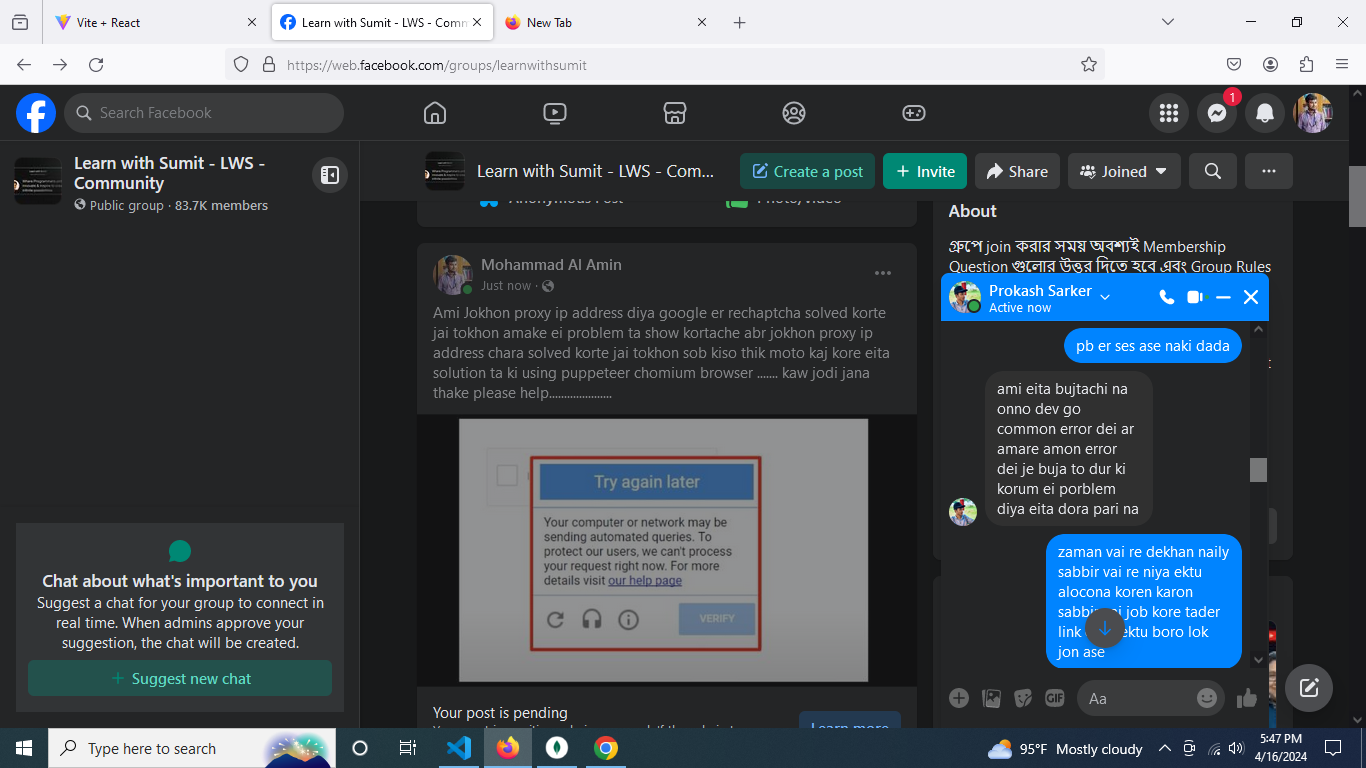 Vite + React
Learn with Sumit - LWS - Comm
New Tab
https://web.facebook.com/groups/learnwithsumit
Search Facebook
1
Learn with Sumit - LWS -
Community
Public group · 83.7K members
Learn with Sumit - LWS - Com...
Create a post
+ Invite
Share
Joined
Anonymous Post
Photo/Video
Mohammad Al Amin
Just now ·
Ami Jokhon proxy ip address diya google er rechaptcha solved korte
jai tokhon amake ei problem ta show kortache abr jokhon proxy ip
address chara solved korte jai tokhon sob kiso thik moto kaj kore eita
solution ta ki using puppeteer chomium browser ....... kaw jodi jana
thake please help.....................
Try again later
Your computer or network may be
sending automated queries. To
protect our users, we can't process
your request right now. For more
details visit our help page
VERIFY
Your post is pending
Learn more
About
গ্রুপে join করার সময় অবশ্যই Membership
Question গুলোর উত্তর দিতে হবে এবং Group Rules
Prokash Sarker
Active now
pb er ses ase naki dada
ami eita bujtachi na
onno dev go
common error dei ar
amare amon error
dei je buja to dur ki
korum ei porblem
diya eita dora pari na
zaman vai re dekhan naily
sabbir vai re niya ektu
alocona koren karon
job kore tader
link ektu boro lok
jon ase
GIF
Aa
Chat about what's important to you
Suggest a chat for your group to connect in
real time. When admins approve your
suggestion, the chat will be created.
+ Suggest new chat
Type here to search
95°F Mostly cloudy
5:47 PM
4/16/2024